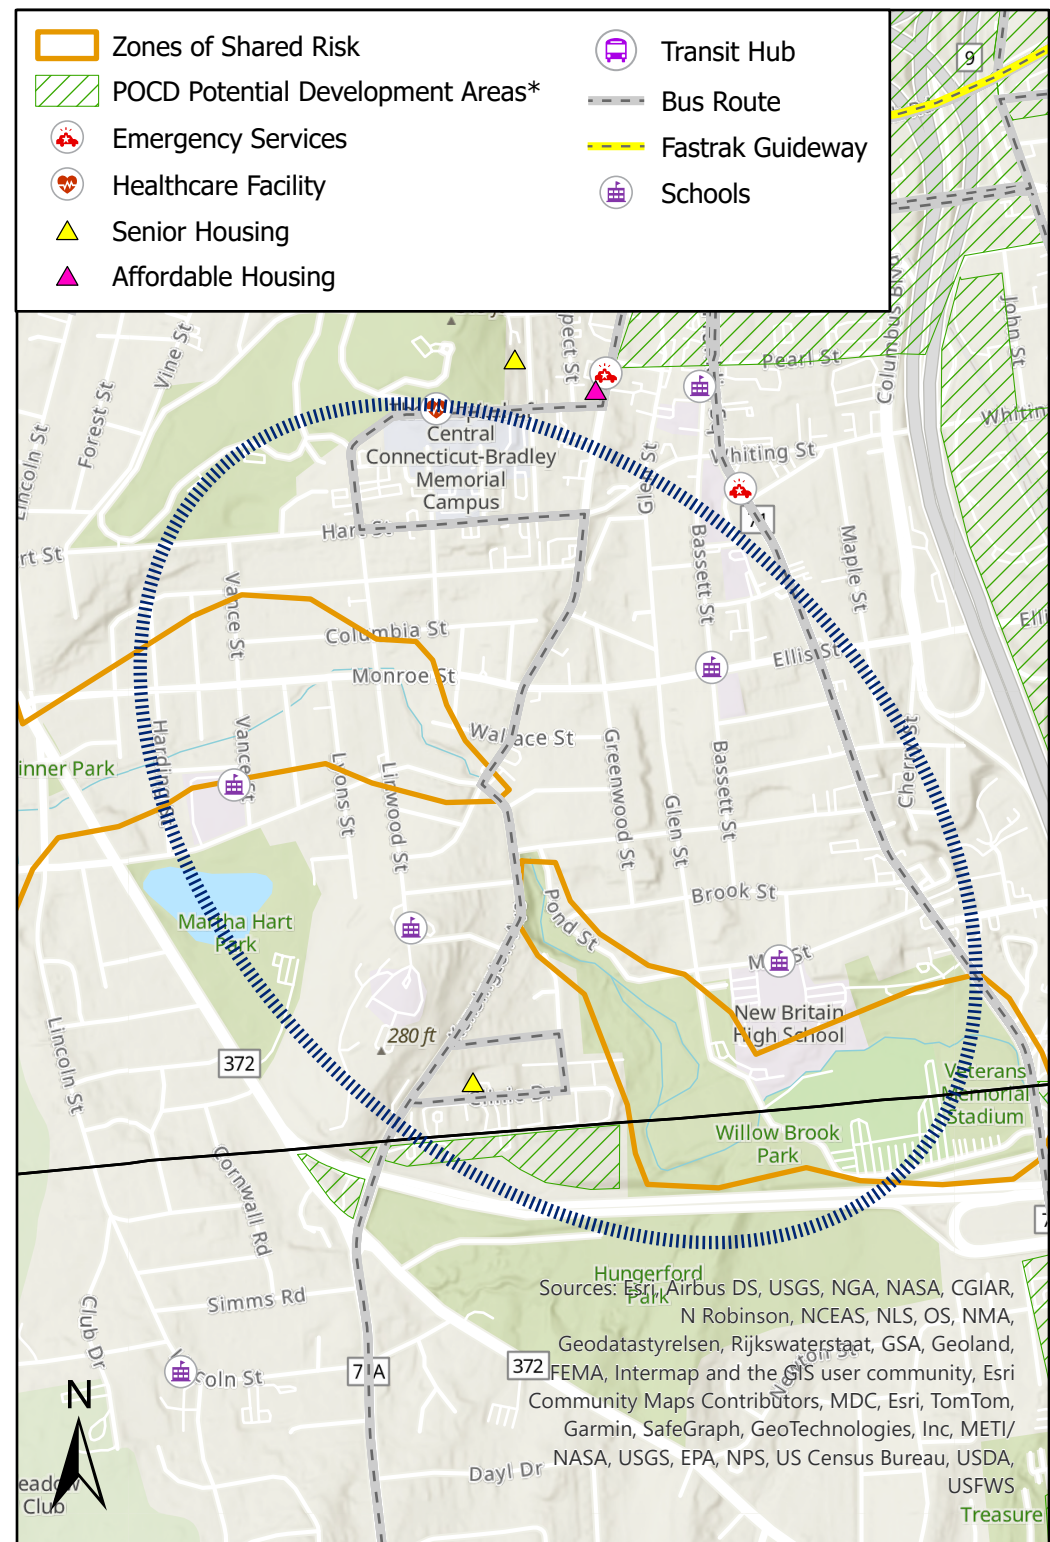 Zones of Shared Risk
POCD Potential Development Areas*
Emergency Services
Healthcare Facility
Senior Housing
Affordable Housing
Transit Hub
Bus Route
Fastrak Guideway
Schools
9
Columbus Blvd
John St
Pearl St
Vine St
Forest St
Lincoln St
Whiting St
Glen St
Central
Connecticut-Bradley
Memorial
Campus
Hart St
Bassett St
Maple St
Vance St
Columbia St
Monroe St
Ellis St
Wallace St
Vance St
Lyons St
Linwood St
Greenwood St
Glen St
Bassett St
Cherry St
Brook St
Pond St
Martha Hart
Park
New Britain
High School
280 ft
372
Lincoln St
Veterans
Memorial
Stadium
Willow Brook
Park
Cornwall Rd
Simms Rd
Club Dr
Hungerford
Park
Newton St
372
Dayl Dr
N
Sources: Esri, Airbus DS, USGS, NGA, NASA, CGIAR,
N Robinson, NCEAS, NLS, OS, NMA,
Geodatastyrelsen, Rijkswaterstaat, GSA, Geoland,
FEMA, Intermap and the GIS user community, Esri
Community Maps Contributors, MDC, Esri, TomTom,
Garmin, SafeGraph, GeoTechnologies, Inc, METI/
NASA, USGS, EPA, NPS, US Census Bureau, USDA,
USFWS
Club
Treasure